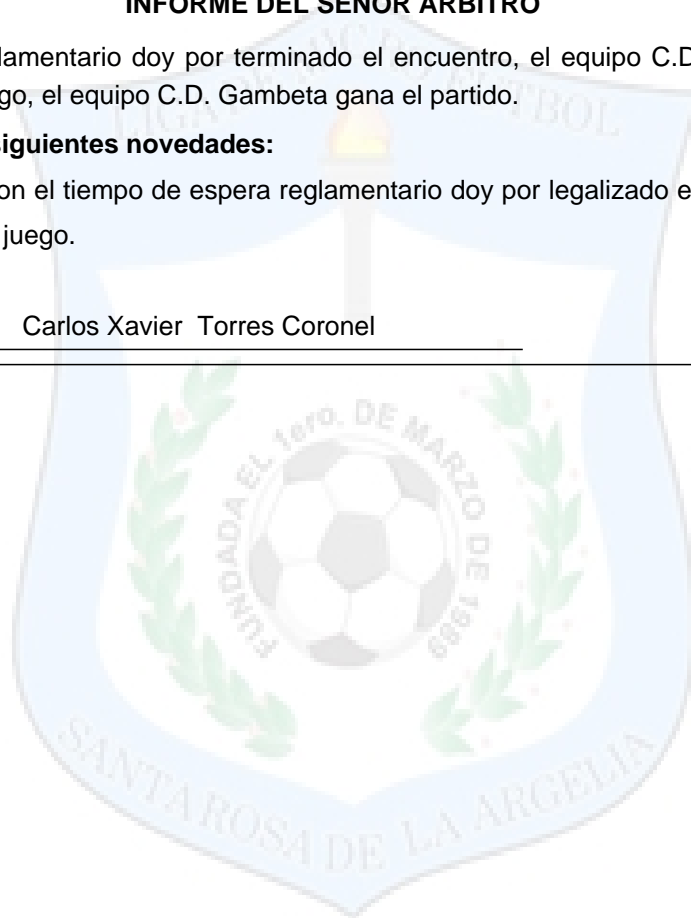 INFORME DEL SEÑOR ARBITRO
lamentario doy por terminado el encuentro, el equipo C.D
go, el equipo C.D. Gambeta gana el partido.
siguientes novedades:
on el tiempo de espera reglamentario doy por legalizado e
juego.
Carlos Xavier Torres Coronel
FUNDADA EL 1ero. DE MARZO DE 1989
SANTA ROSA DE LA ARGELIA